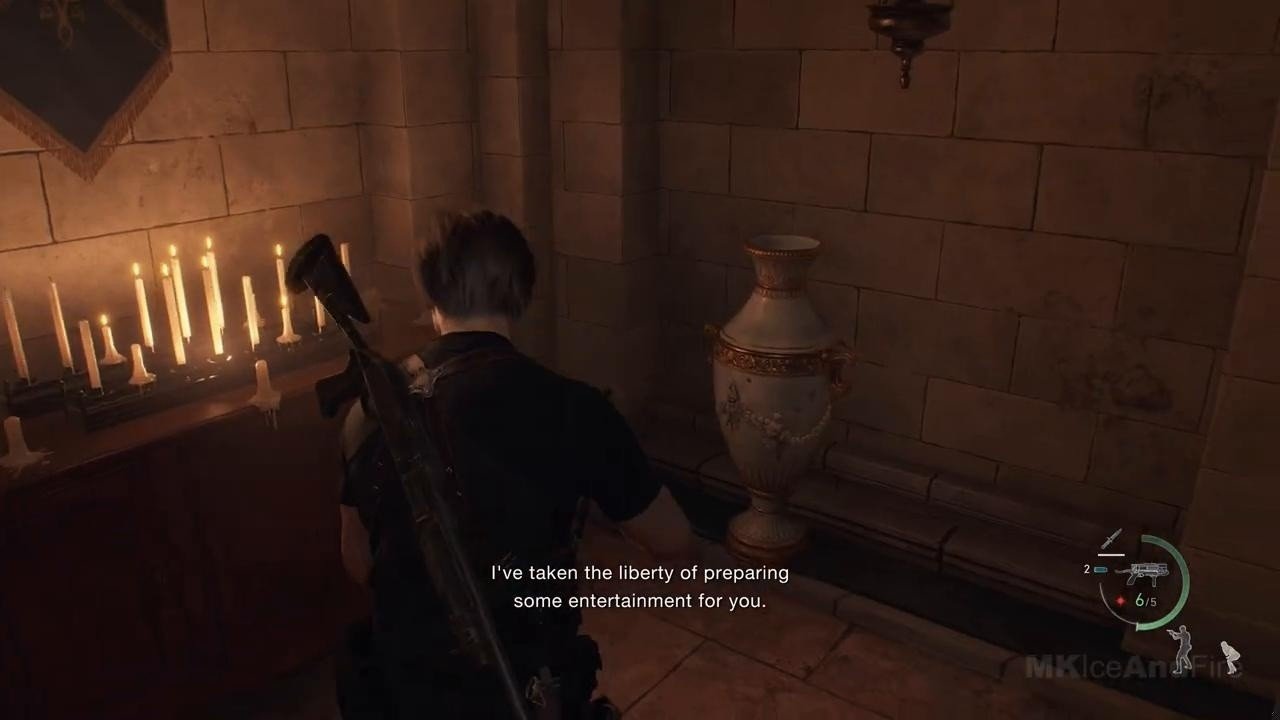 I've taken the liberty of preparing
some entertainment for you.
2
6/5
MKIceAndFire